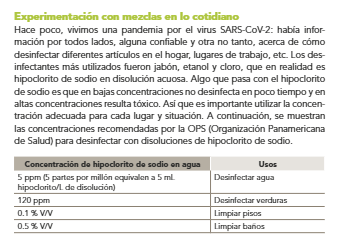 Experimentación con mezclas en lo cotidiano
Hace poco, vivimos una pandemia por el virus SARS-CoV-2: había infor-
mación por todos lados, alguna confiable y otra no tanto, acerca de cómo
desinfectar diferentes artículos en el hogar, lugares de trabajo, etc. Los des-
infectantes más utilizados fueron jabón, etanol y cloro, que en realidad es
hipoclorito de sodio en disolución acuosa. Algo que pasa con el hipoclorito
de sodio es que en bajas concentraciones no desinfecta en poco tiempo y en
altas concentraciones resulta tóxico. Así que es importante utilizar la concen-
tración adecuada para cada lugar y situación. A continuación, se muestran
las concentraciones recomendadas por la OPS (Organización Panamericana
de Salud) para desinfectar con disoluciones de hipoclorito de sodio.
Concentración de hipoclorito de sodio en agua Usos
5 ppm (5 partes por millón equivalen a 5 mL Desinfectar agua
hipoclorito/L de disolución)
120 ppm Desinfectar verduras
0.1 % V/V Limpiar pisos
0.5 % V/V Limpiar baños